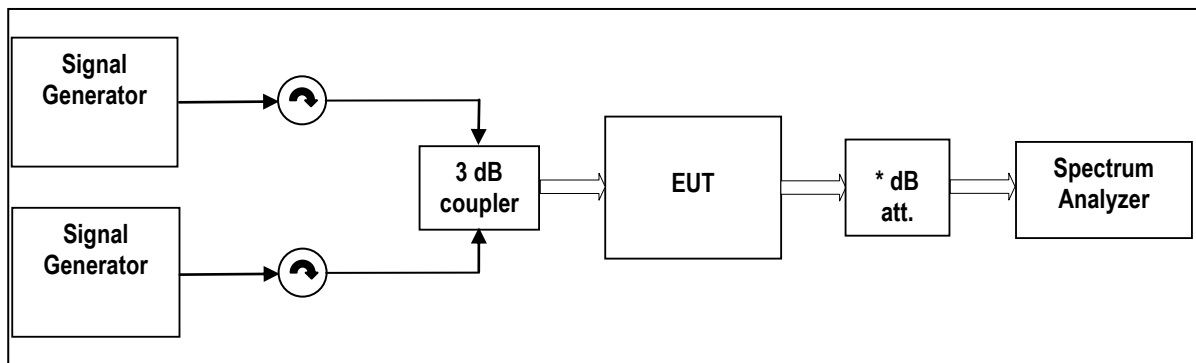 Signal
Generator
3 dB
coupler
EUT
* dB
att.
Spectrum
Analyzer
Signal
Generator